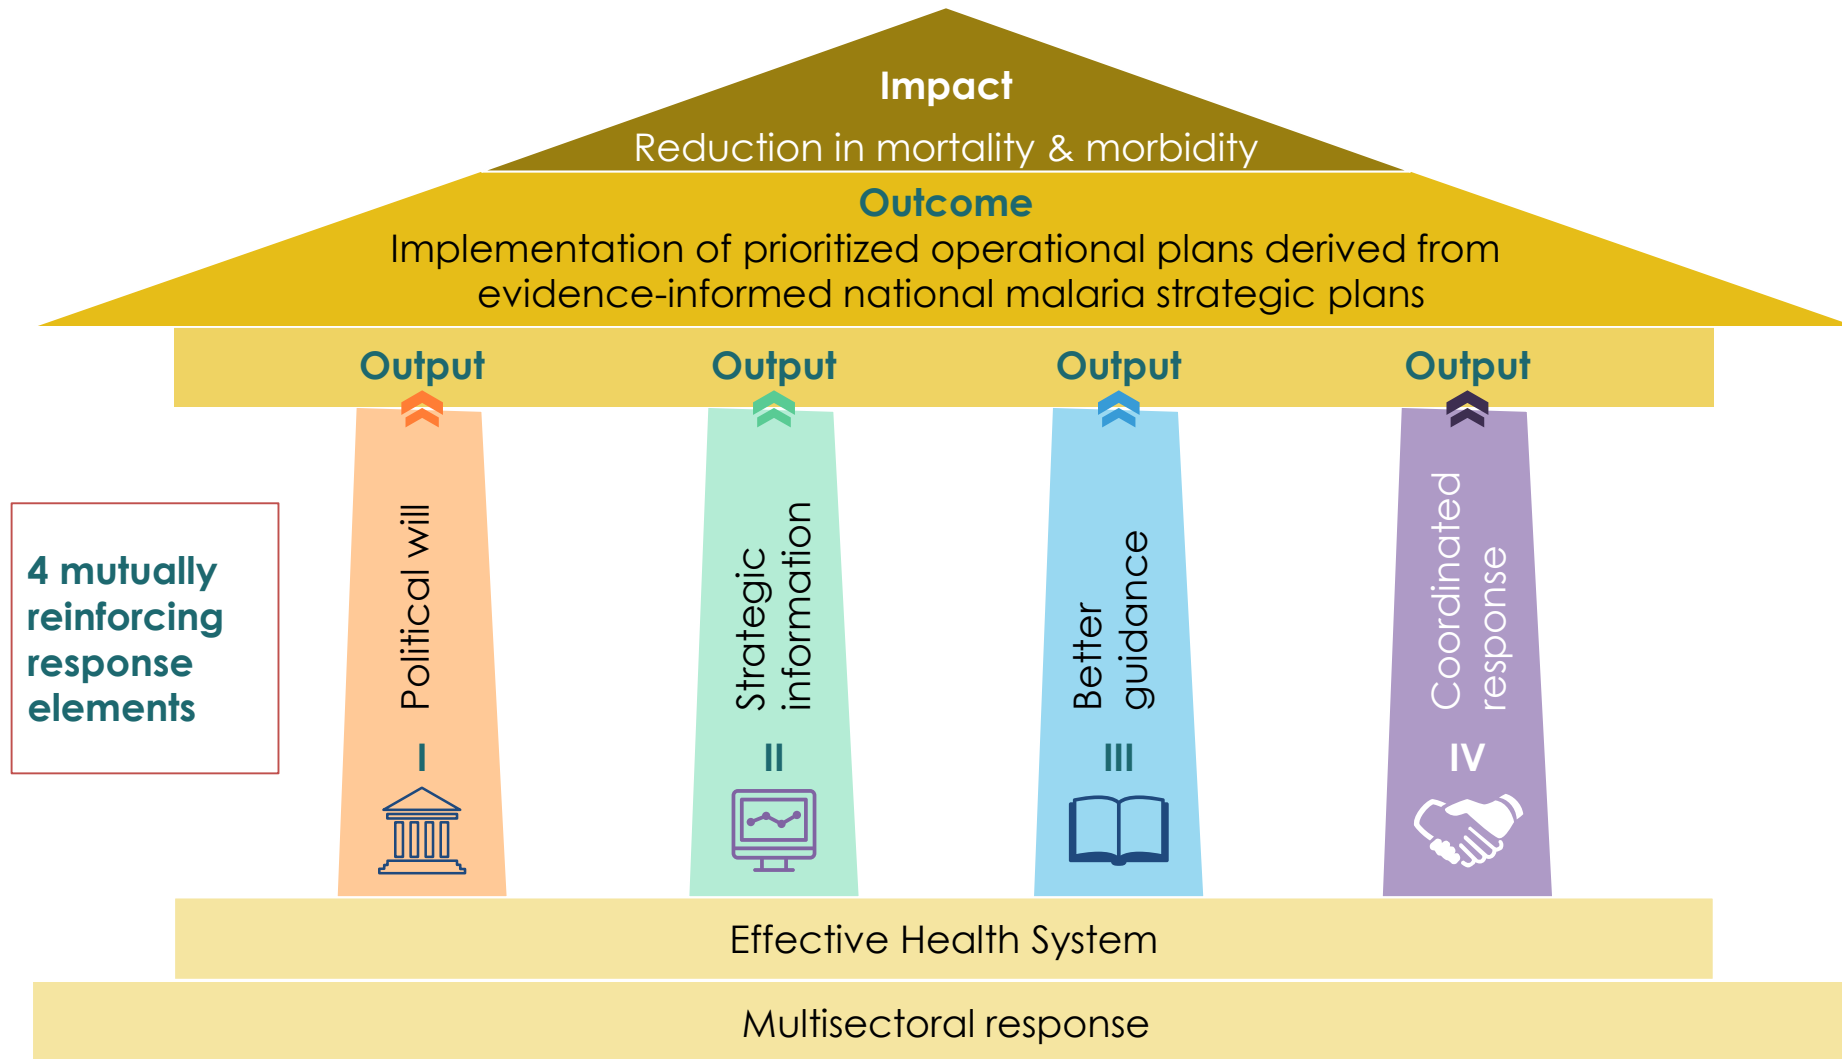 Impact
Reduction in mortality & morbidity
Outcome
Implementation of prioritized operational plans derived from
evidence-informed national malaria strategic plans
Output
Output
Output
Output
4 mutually
reinforcing
response
elements
Political will
I
Strategic
information
II
Better
guidance
III
Coordinated
response
IV
Effective Health System
Multisectoral response